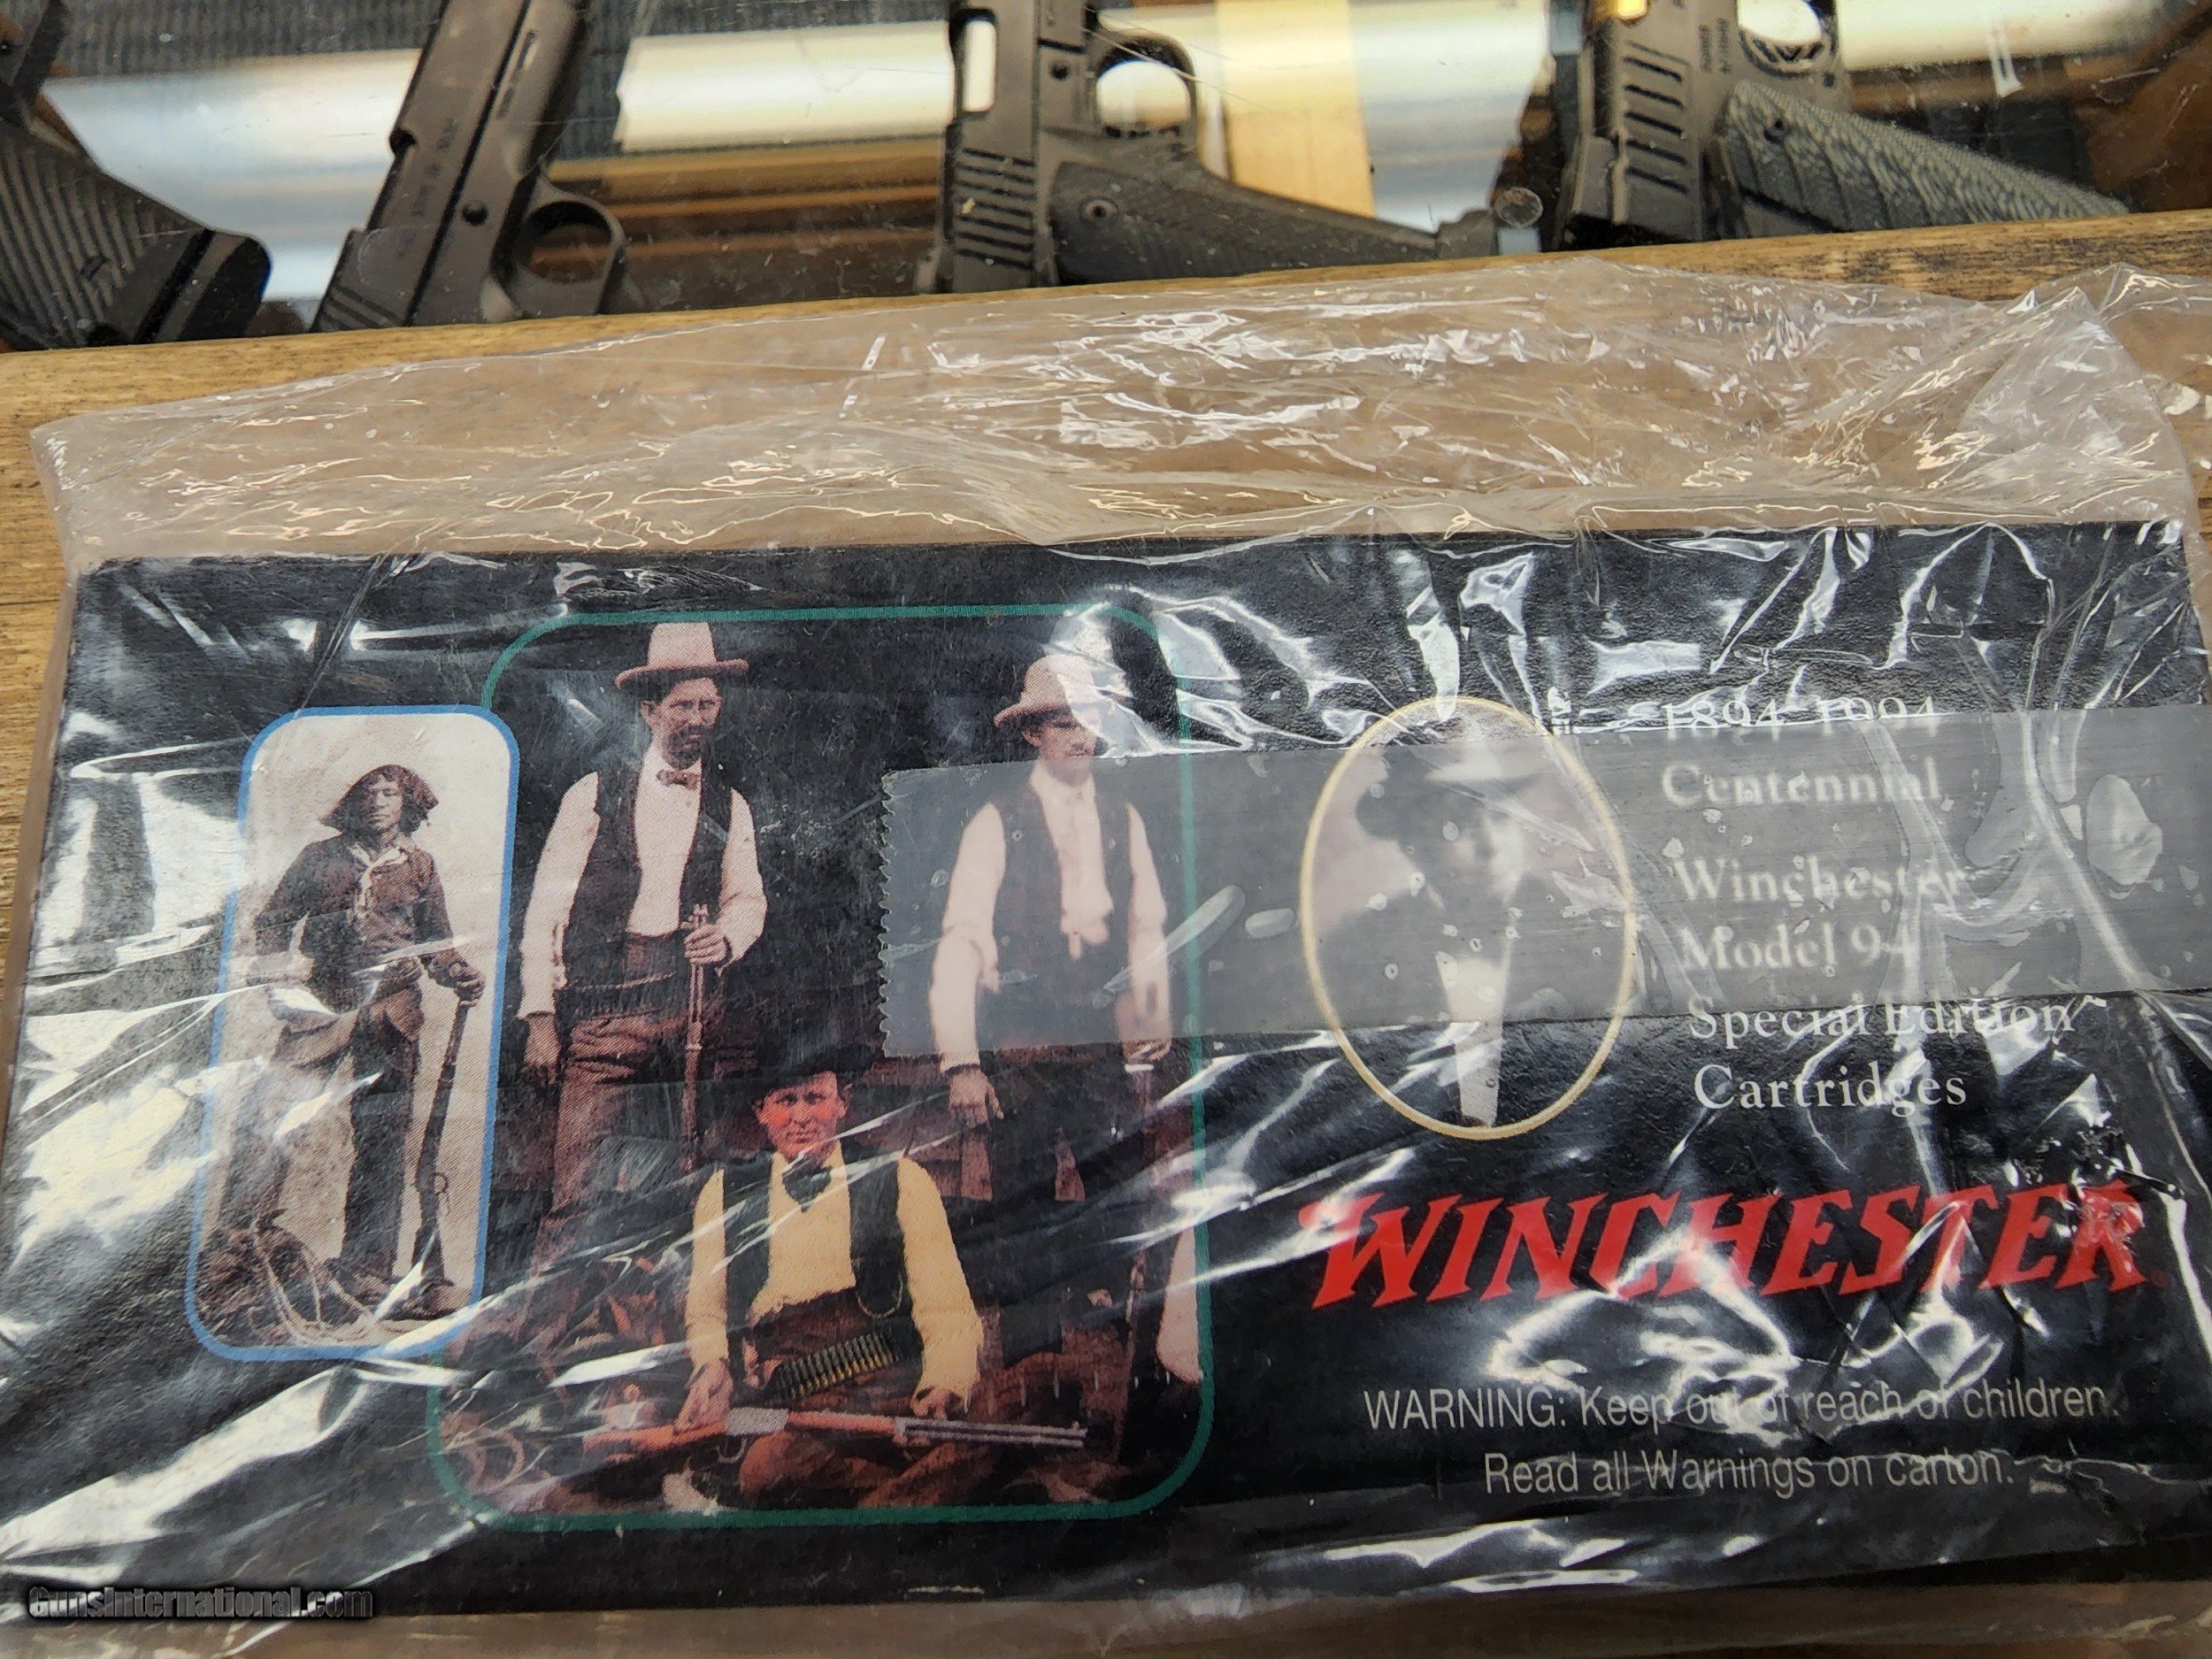 1894-1994
Centennial
Winchester
Model 94
Special Edition
Cartridges
WINCHESTER
WARNING: Keep out of reach of children.
Read all Warnings on carton.
GunsInternational.com